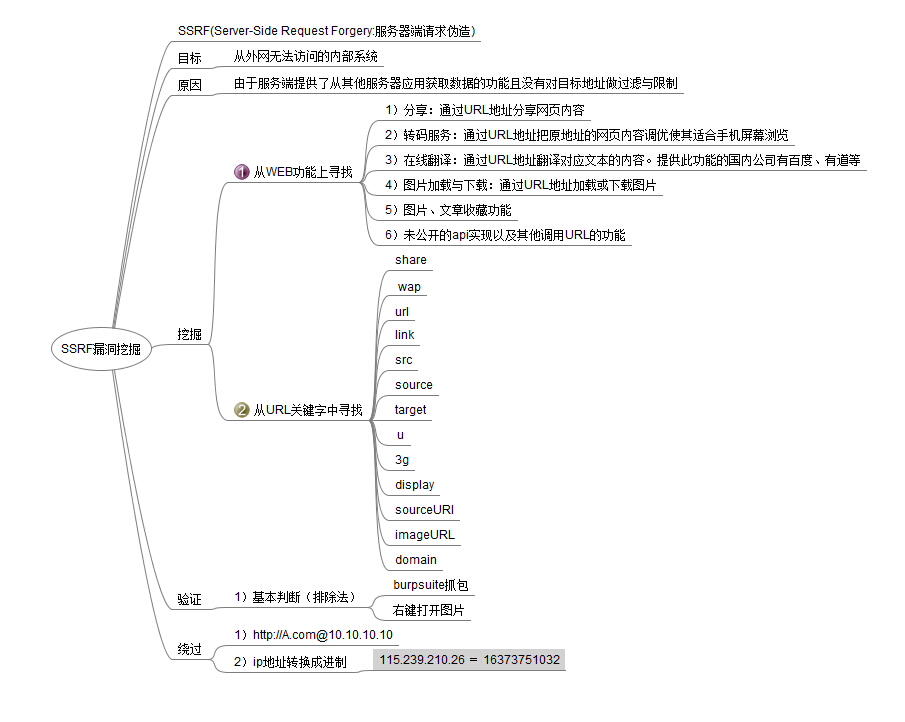 SSRF(Server-Side Request Forgery:服务器端请求伪造)
目标
从外网无法访问的内部系统
原因
由于服务端提供了从其他服务器应用获取数据的功能且没有对目标地址做过滤与限制
SSRF漏洞挖掘
挖掘
1 从WEB功能上寻找
1）分享：通过URL地址分享网页内容
2）转码服务：通过URL地址把原地址的网页内容调优使其适合手机屏幕浏览
3）在线翻译：通过URL地址翻译对应文本的内容。提供此功能的国内公司有百度、有道等
4）图片加载与下载：通过URL地址加载或下载图片
5）图片、文章收藏功能
6）未公开的api实现以及其他调用URL的功能
2 从URL关键字中寻找
share
wap
url
link
src
source
target
u
3g
display
sourceURl
imageURL
domain
验证
1）基本判断（排除法）
burpsuite抓包
右键打开图片
绕过
1）http://A.com@10.10.10.10
2）ip地址转换成进制
115.239.210.26 = 16373751032